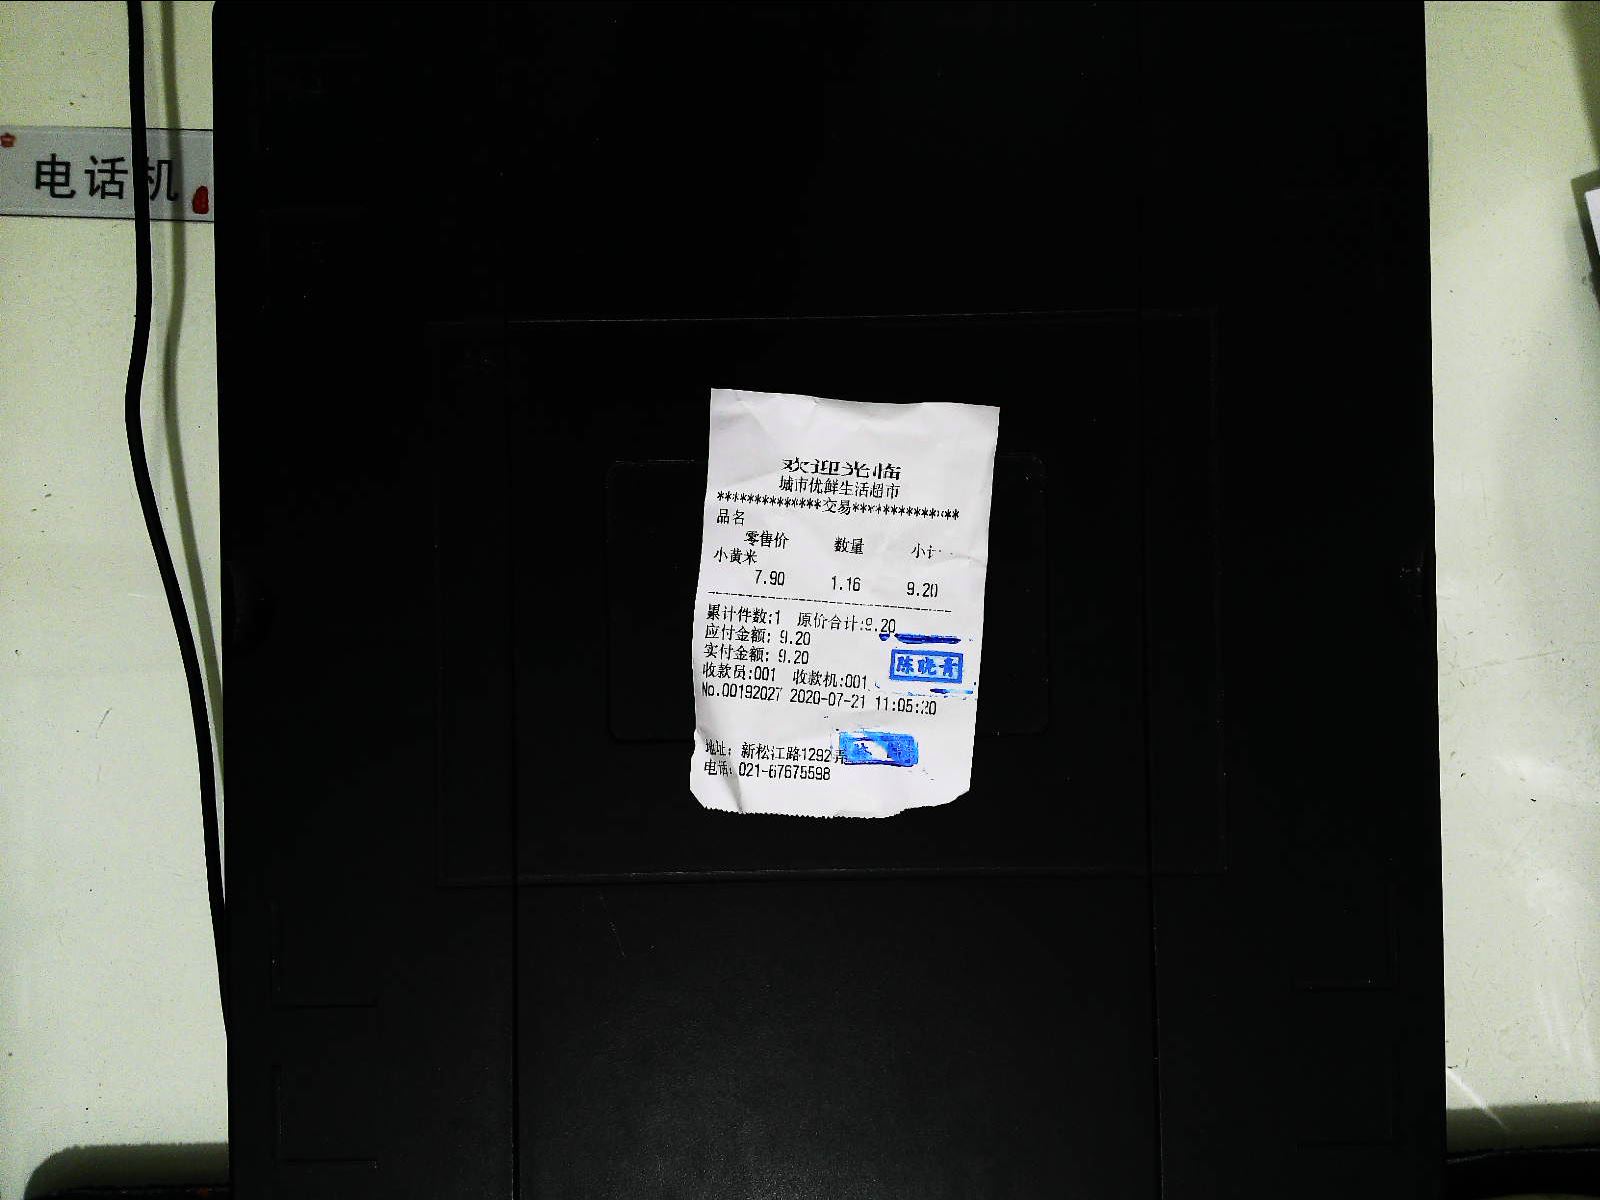 电话机
欢迎光临
城市优鲜生活超市
**************交易**************
品名
零售价 数量 小计
小黄米
7.90 1.16 9.20
累计件数:1 原价合计:9.20
应付金额: 9.20
实付金额: 9.20
陈晓青
收款员:001 收款机:001
No.00192027 2020-07-21 11:05:20
地址: 新松江路1292弄
电话: 021-67675598